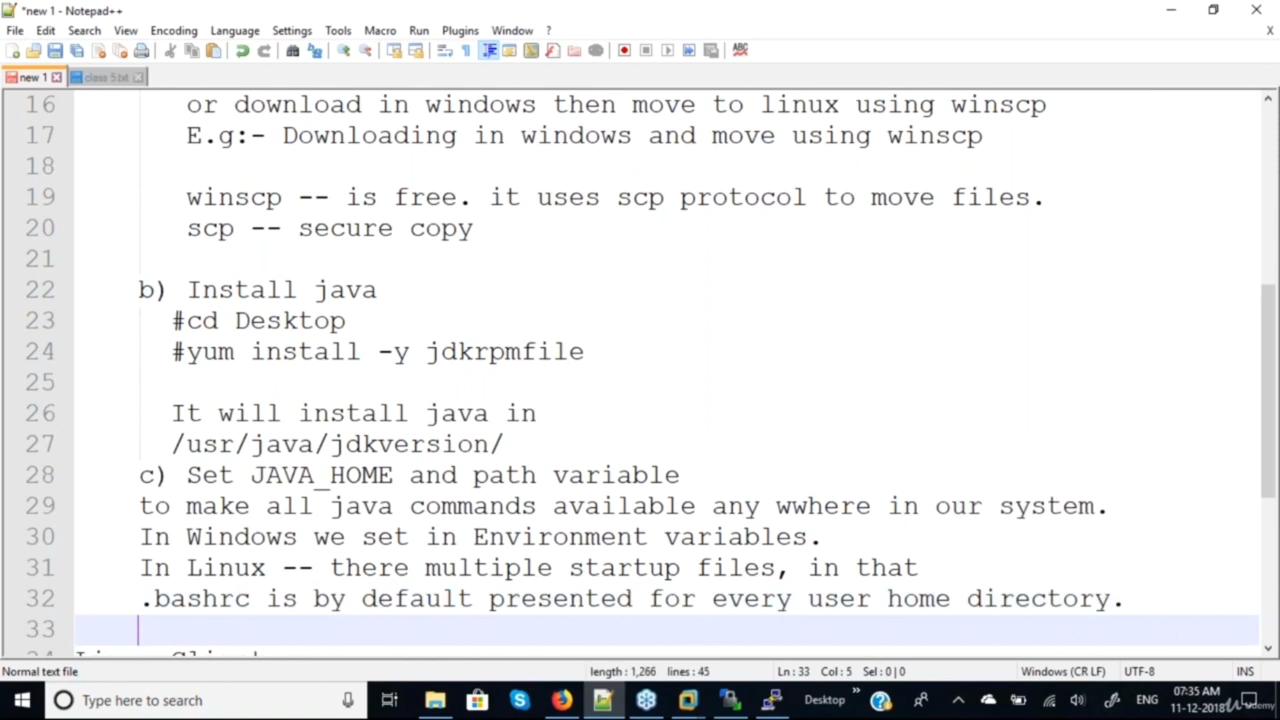 *new 1 - Notepad++
File Edit Search View Encoding Language Settings Tools Macro Run Plugins Window ? X
new 1 class 5.txt
16 or download in windows then move to linux using winscp
17 E.g:- Downloading in windows and move using winscp
18
19 winscp -- is free. it uses scp protocol to move files.
20 scp -- secure copy
21
22 b) Install java
23 #cd Desktop
24 #yum install -y jdkrpmfile
25
26 It will install java in
27 /usr/java/jdkversion/
28 c) Set JAVA_HOME and path variable
29 to make all java commands available any wwhere in our system.
30 In Windows we set in Environment variables.
31 In Linux -- there multiple startup files, in that
32 .bashrc is by default presented for every user home directory.
33
Normal text file length : 1,266 lines : 45 Ln : 33 Col : 5 Sel : 0 | 0 Windows (CR LF) UTF-8 INS
Type here to search Desktop ENG 07:35 AM
11-12-2018 Udemy